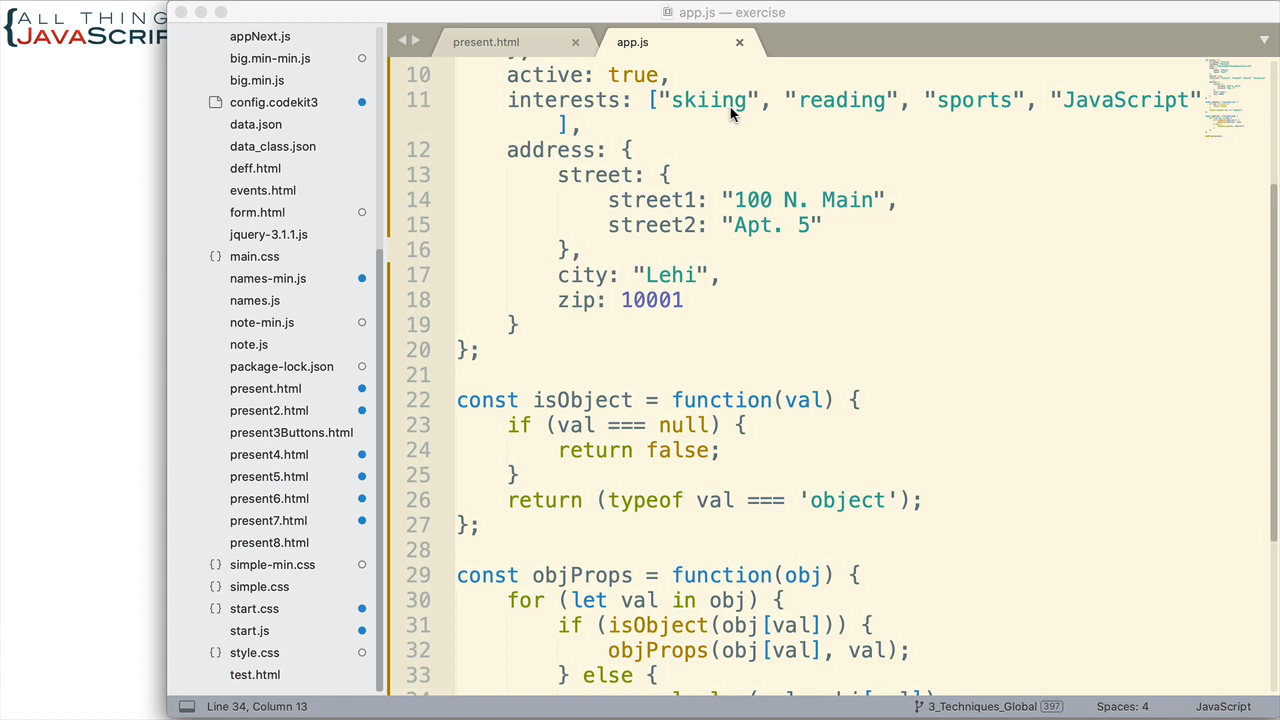 ALL THING
{JAVASCRIP
app.js — exercise
present.html ×
app.js ×
appNext.js
big.min-min.js
big.min.js
config.codekit3
data.json
data_class.json
deff.html
events.html
form.html
jquery-3.1.1.js
{} main.css
names-min.js
names.js
note-min.js
note.js
package-lock.json
present.html
present2.html
present3Buttons.html
present4.html
present5.html
present6.html
present7.html
present8.html
{} simple-min.css
{} simple.css
{} start.css
start.js
{} style.css
test.html
10 active: true,
11 interests: ["skiing", "reading", "sports", "JavaScript"
],
12 address: {
13 street: {
14 street1: "100 N. Main",
15 street2: "Apt. 5"
16 },
17 city: "Lehi",
18 zip: 10001
19 }
20 };
21
22 const isObject = function(val) {
23 if (val === null) {
24 return false;
25 }
26 return (typeof val === 'object');
27 };
28
29 const objProps = function(obj) {
30 for (let val in obj) {
31 if (isObject(obj[val])) {
32 objProps(obj[val], val);
33 } else {
Line 34, Column 13
3_Techniques_Global 397
Spaces: 4
JavaScript